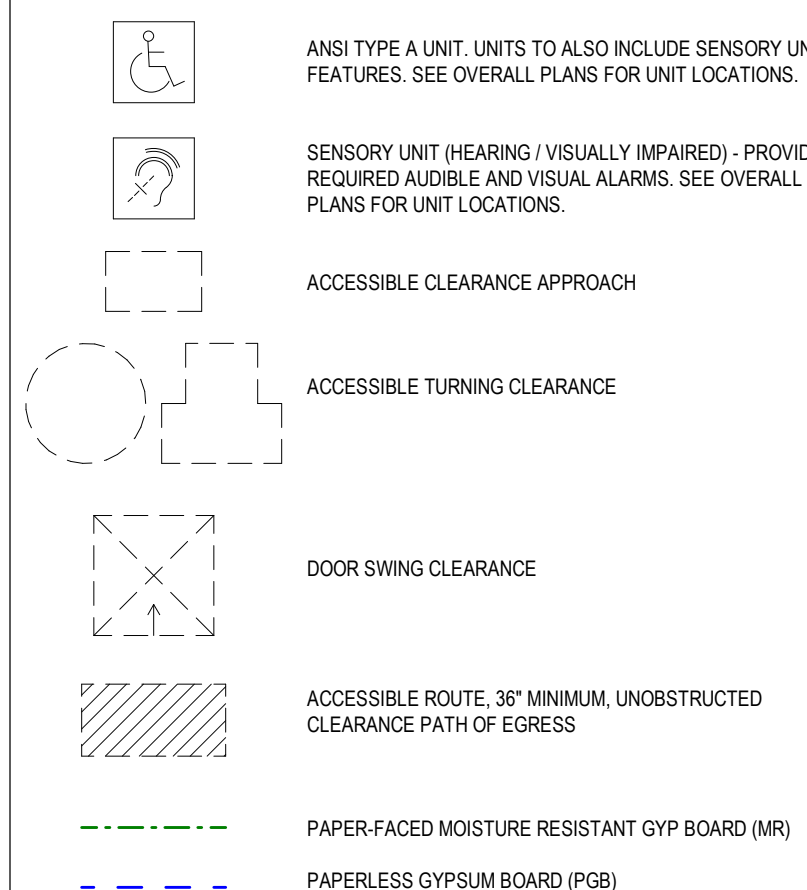 ANSI TYPE A UNIT. UNITS TO ALSO INCLUDE SENSORY
FEATURES. SEE OVERALL PLANS FOR UNIT LOCATIONS.
SENSORY UNIT (HEARING / VISUALLY IMPAIRED) -
REQUIRED AUDIBLE AND VISUAL ALARMS. SEE OVERALL
PLANS FOR UNIT LOCATIONS.
ACCESSIBLE CLEARANCE APPROACH
ACCESSIBLE TURNING CLEARANCE
DOOR SWING CLEARANCE
ACCESSIBLE ROUTE, 36" MINIMUM, UNOBSTRUCTED
CLEARANCE PATH OF EGRESS
PAPER-FACED MOISTURE RESISTANT GYP BOARD (MR)
PAPERLESS GYPSUM BOARD (PGB)